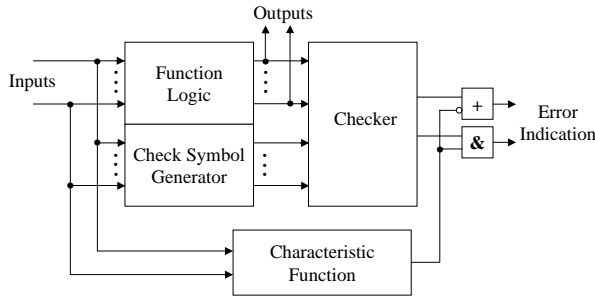 Outputs
Inputs
Function
Logic
Check Symbol
Generator
Checker
+
&
Error
Indication
Characteristic
Function